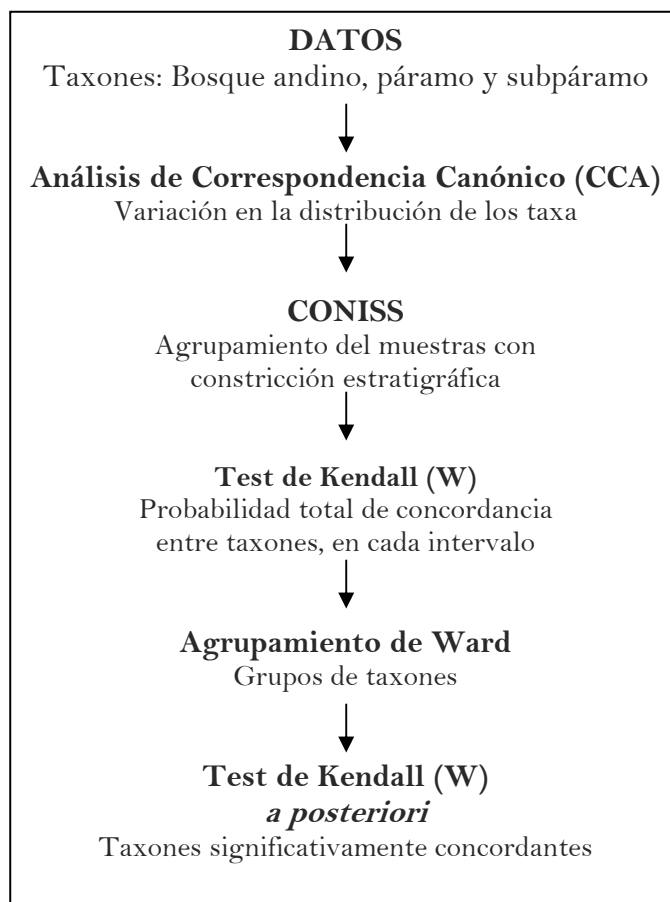 DATOS
Taxones: Bosque andino, páramo y subpáramo
Análisis de Correspondencia Canónico (CCA)
Variación en la distribución de los taxa
CONISS
Agrupamiento del muestras con
constricción estratigráfica
Test de Kendall (W)
Probabilidad total de concordancia
entre taxones, en cada intervalo
Agrupamiento de Ward
Grupos de taxones
Test de Kendall (W)
a posteriori
Taxones significativamente concordantes